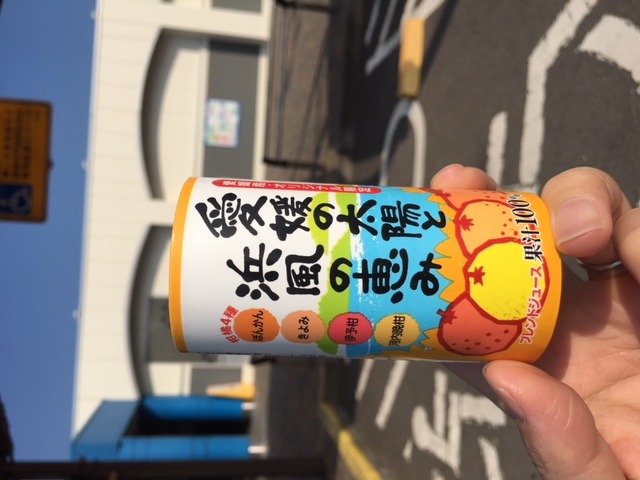 愛媛の太陽と
浜風の恵み
お種4種
ぽんかん
きよみ
伊予柑
河内晩柑
果汁100%
ブレンドジュース